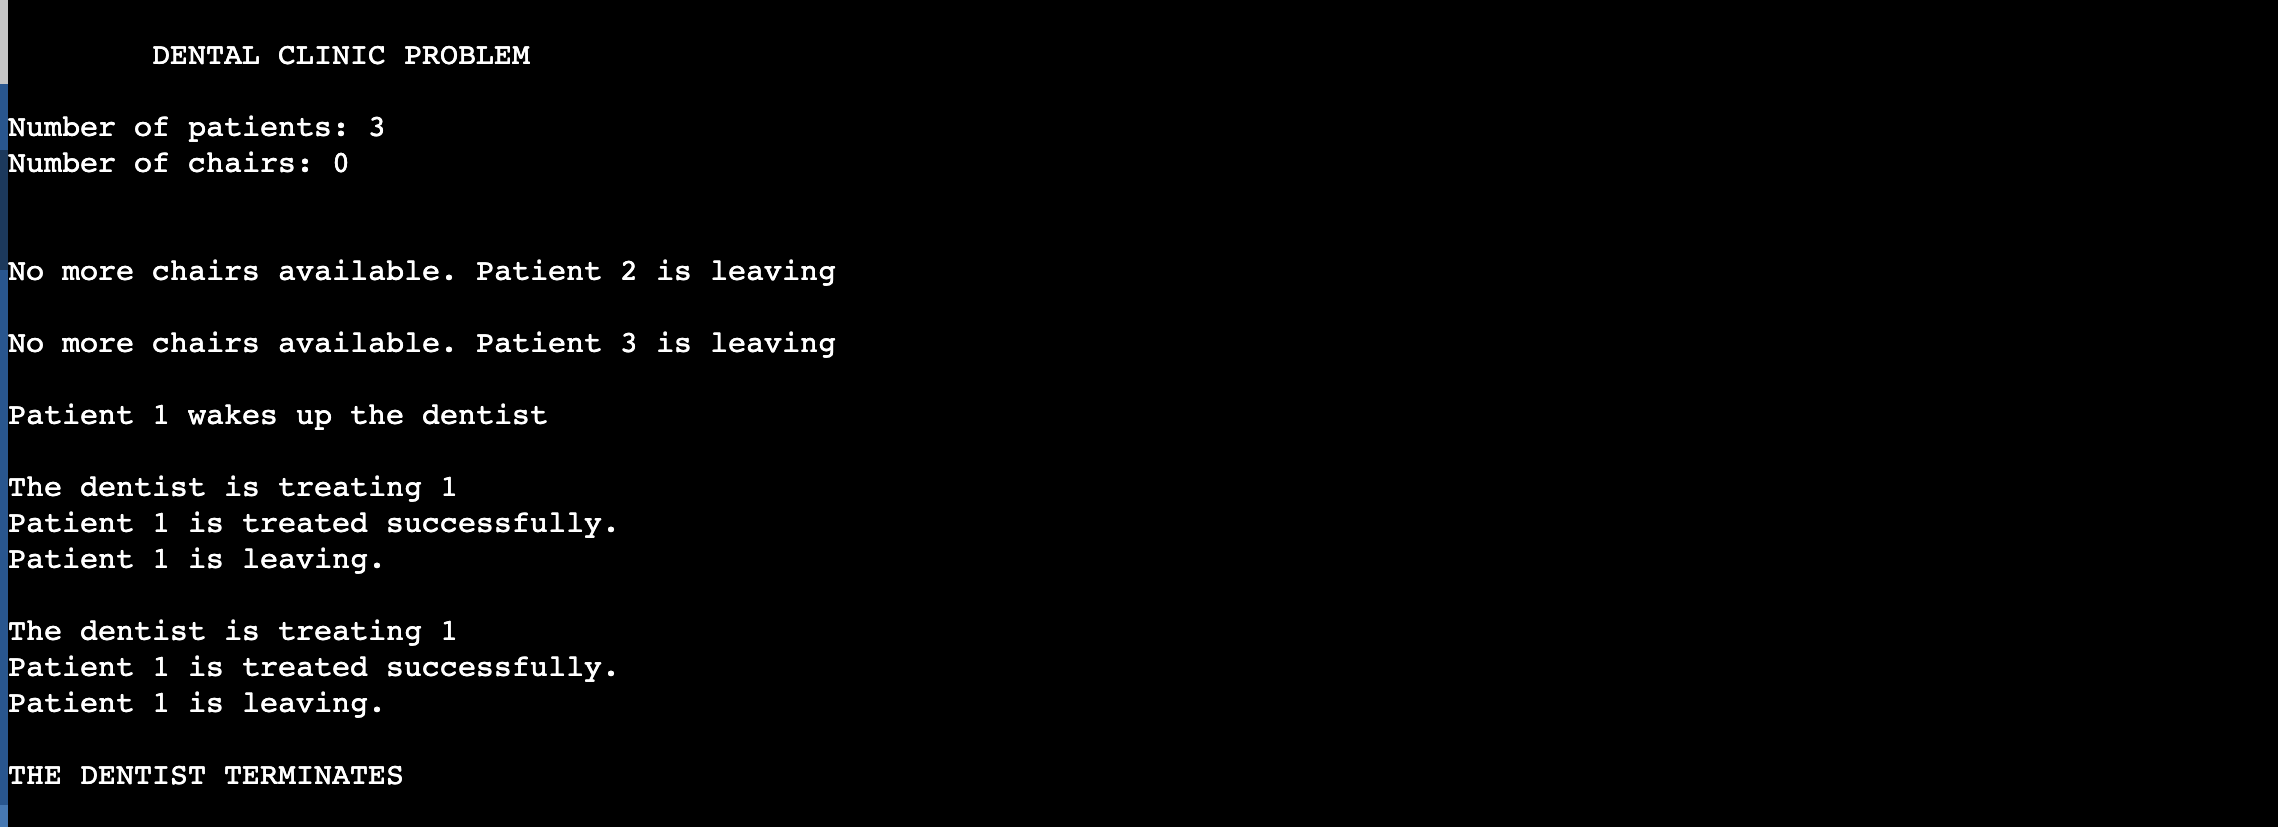 DENTAL CLINIC PROBLEM
Number of patients: 3
Number of chairs: 0
No more chairs available. Patient 2 is leaving
No more chairs available. Patient 3 is leaving
Patient 1 wakes up the dentist
The dentist is treating 1
Patient 1 is treated successfully.
Patient 1 is leaving.
The dentist is treating 1
Patient 1 is treated successfully.
Patient 1 is leaving.
THE DENTIST TERMINATES